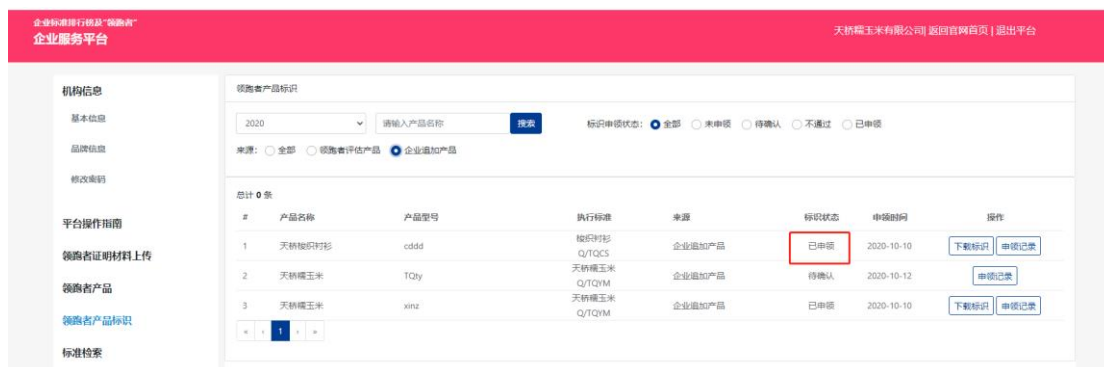 企业标准排行榜及"领跑者"
企业服务平台
天桥糯玉米有限公司| 返回官网首页 | 退出平台
机构信息
基本信息
品牌信息
修改密码
平台操作指南
领跑者证明材料上传
领跑者产品
领跑者产品标识
标准检索
领跑者产品标识
2020 请输入产品名称 搜索 标识申领状态: 全部 未申领 待确认 不通过 已申领
来源: 全部 领跑者评估产品 企业追加产品
总计 0 条
# 产品名称 产品型号 执行标准 来源 标识状态 申领时间 操作
1 天桥梭织衬衫 cddd 梭织衬衫 Q/TQCS 企业追加产品 已申领 2020-10-10 下载标识 申领记录
2 天桥糯玉米 TQty 天桥糯玉米 Q/TQYM 企业追加产品 待确认 2020-10-12 申领记录
3 天桥糯玉米 xinz 天桥糯玉米 Q/TQYM 企业追加产品 已申领 2020-10-10 下载标识 申领记录
« ‹ 1 › »